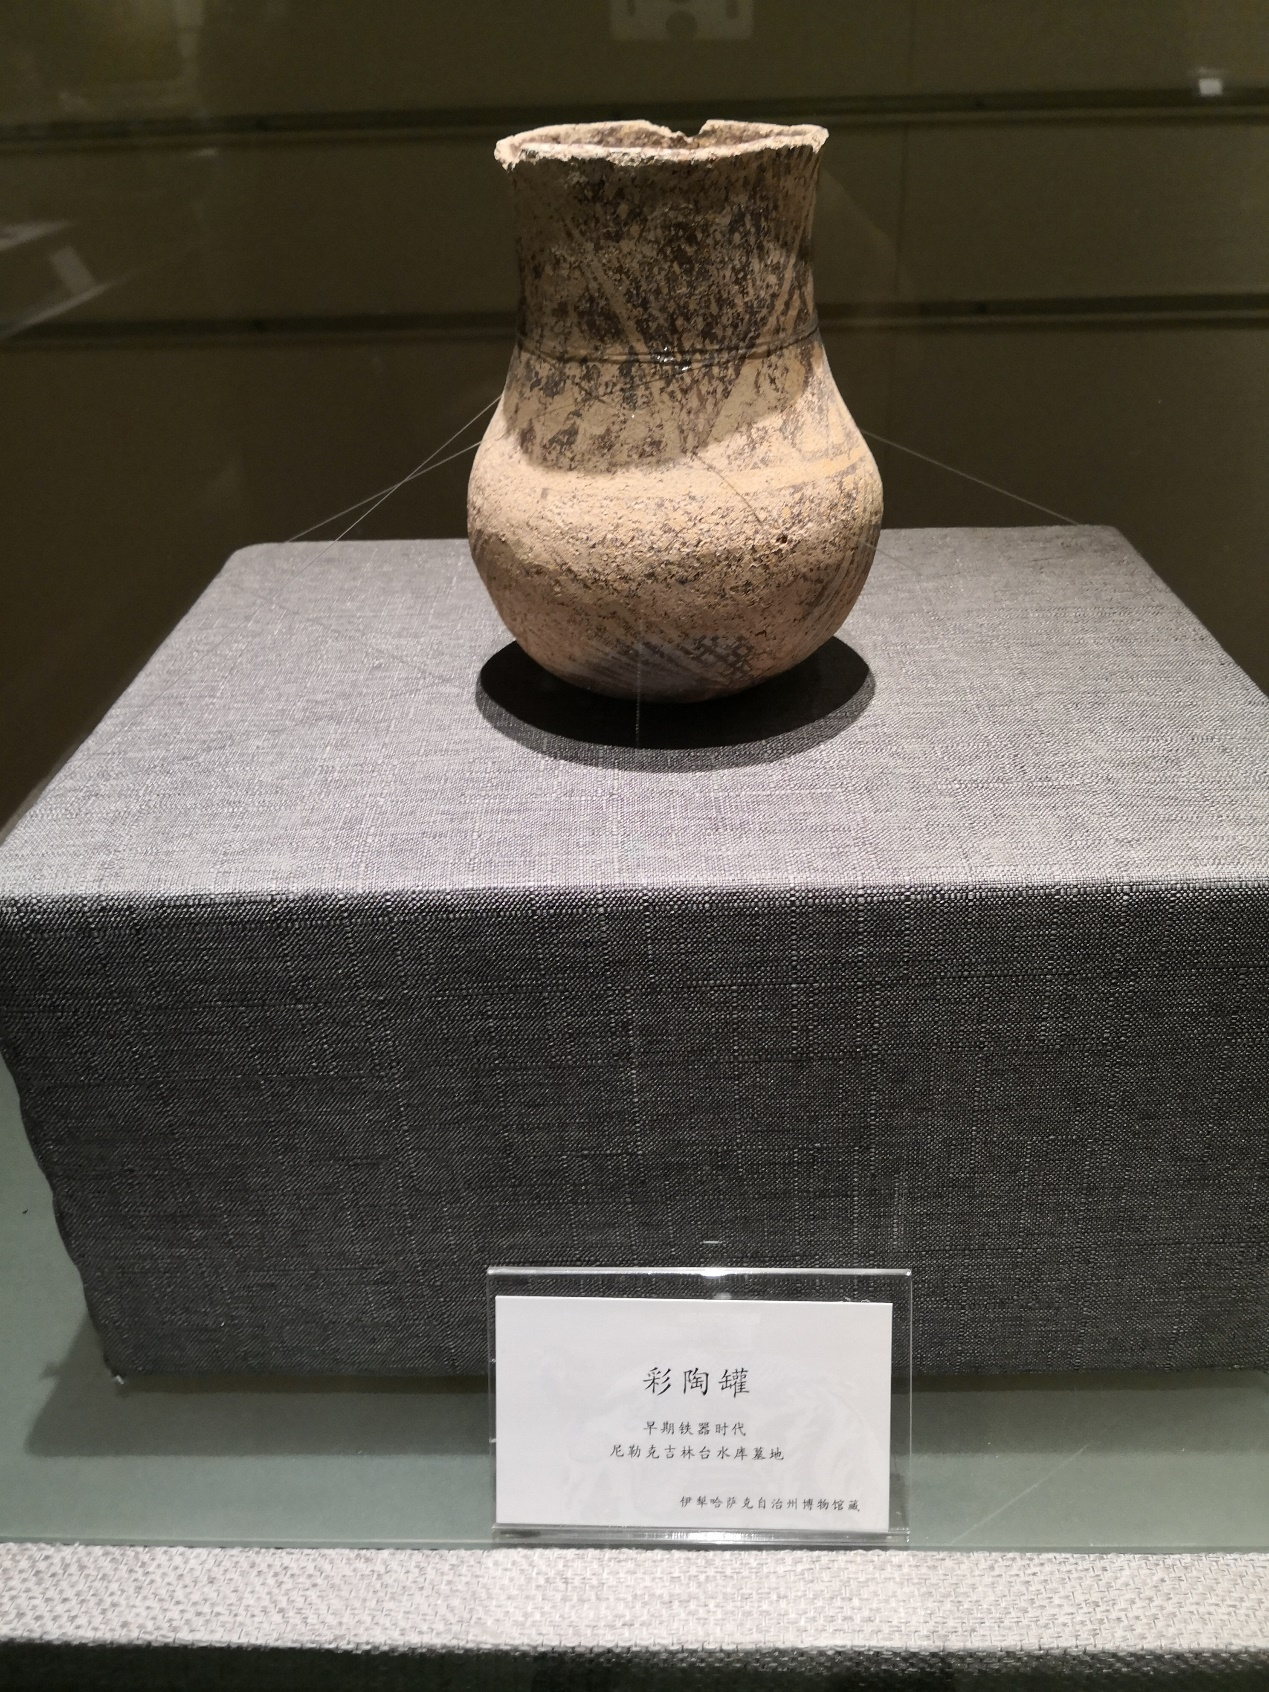 彩陶罐
早期铁器时代
尼勒克吉林台水库墓地
伊犁哈萨克自治州博物馆藏